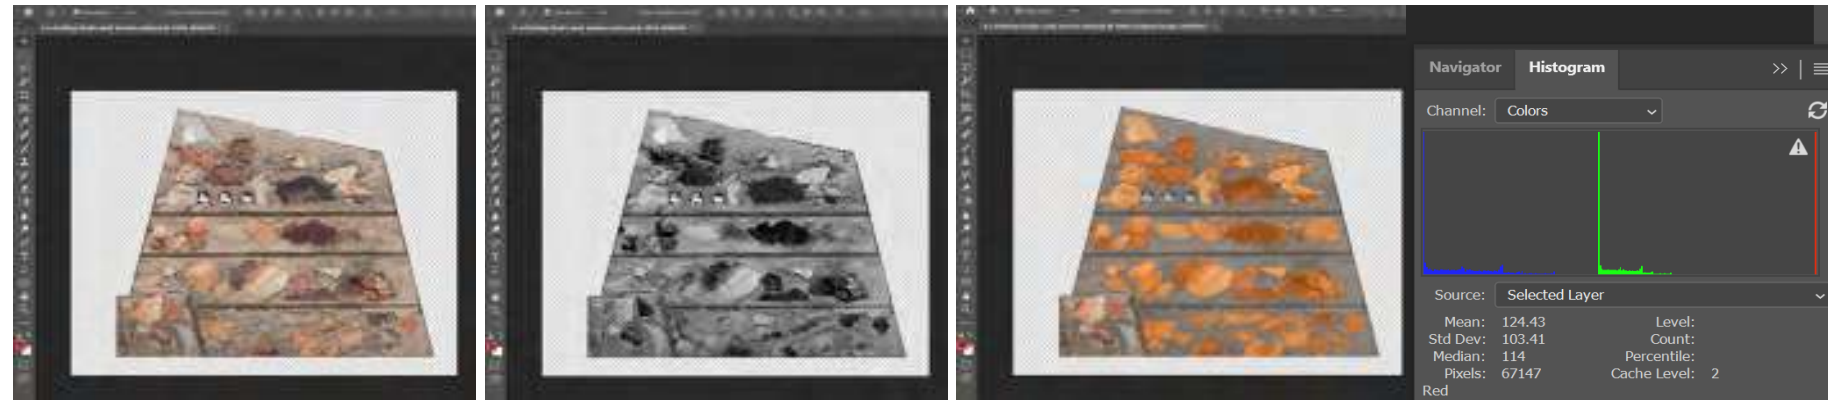 Navigator Histogram
Channel: Colors
Source: Selected Layer
Mean: 124.43 Level:
Std Dev: 103.41 Count:
Median: 114 Percentile:
Pixels: 67147 Cache Level: 2
Red